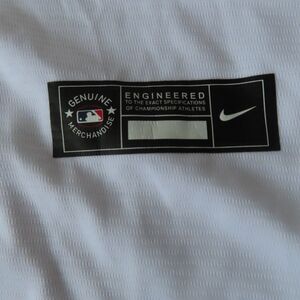 GENUINE
MERCHANDISE
ENGINEERED
TO THE EXACT SPECIFICATIONS
OF CHAMPIONSHIP ATHLETES